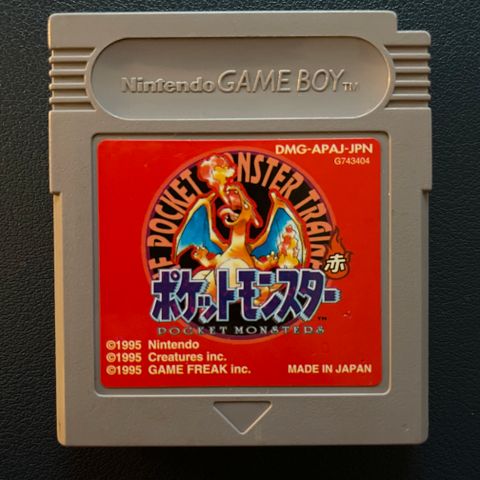 Nintendo GAME BOY TM
DMG-APAJ-JPN
G743404
POCKET MONSTER TRAINER
赤
ポケットモンスター TM
POCKET MONSTERS
©1995 Nintendo
©1995 Creatures inc.
©1995 GAME FREAK inc.
MADE IN JAPAN